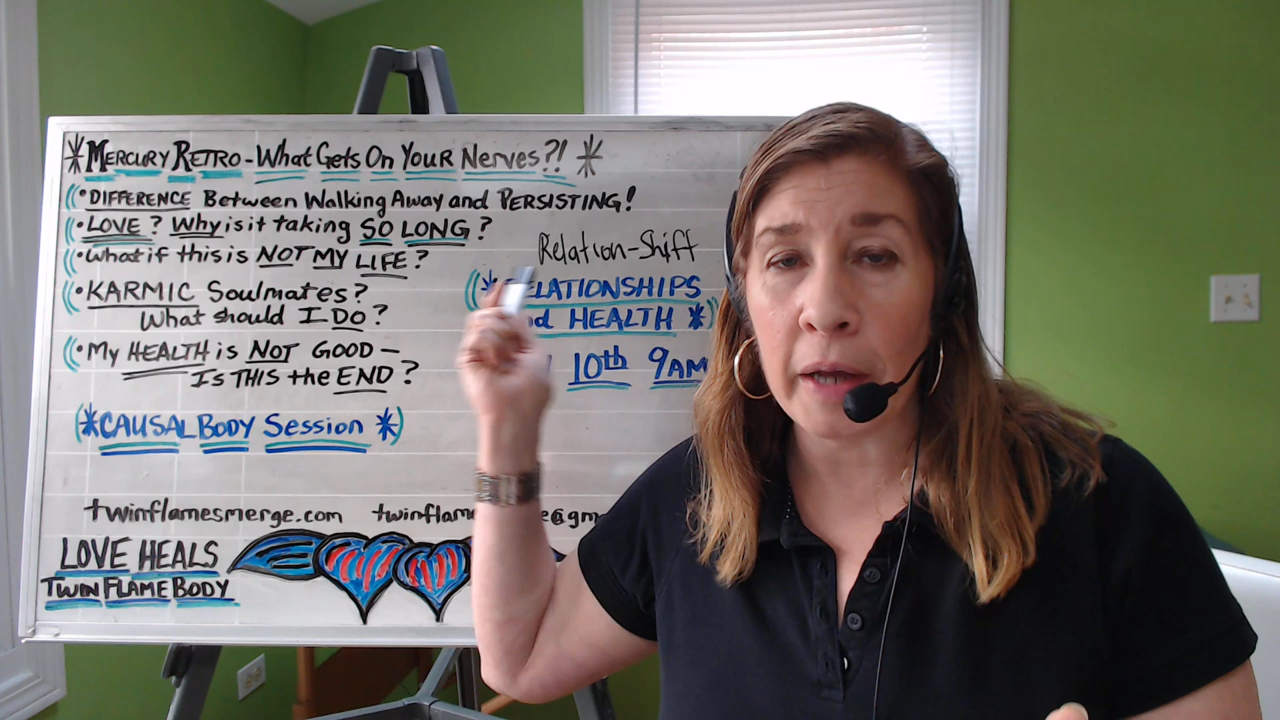 *MERCURY RETRO - What Gets On Your Nerves?! *
• DIFFERENCE Between Walking Away and PERSISTING!
• LOVE? Why is it taking SO LONG?
• What if this is NOT MY LIFE?
• KARMIC Soulmates?
What should I DO?
• My HEALTH is NOT GOOD -
Is THIS the END?
(*CAUSAL BODY Session *)
Relation-Shift
(* ELATIONSHIPS
HEALTH *)
10th 9AM
twinflamesmerge.com
LOVE HEALS
TWIN FLAME BODY